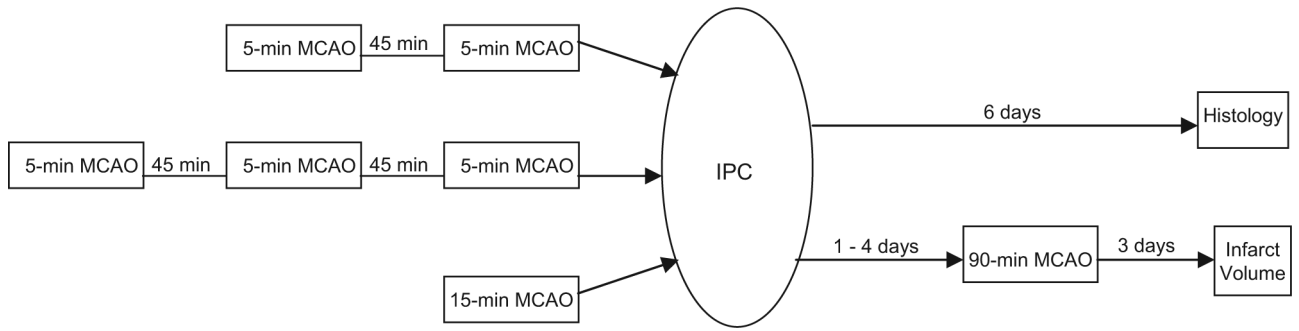 5-min MCAO 45 min 5-min MCAO
5-min MCAO 45 min 5-min MCAO 45 min 5-min MCAO
15-min MCAO
IPC
6 days
Histology
1 - 4 days
90-min MCAO
3 days
Infarct
Volume